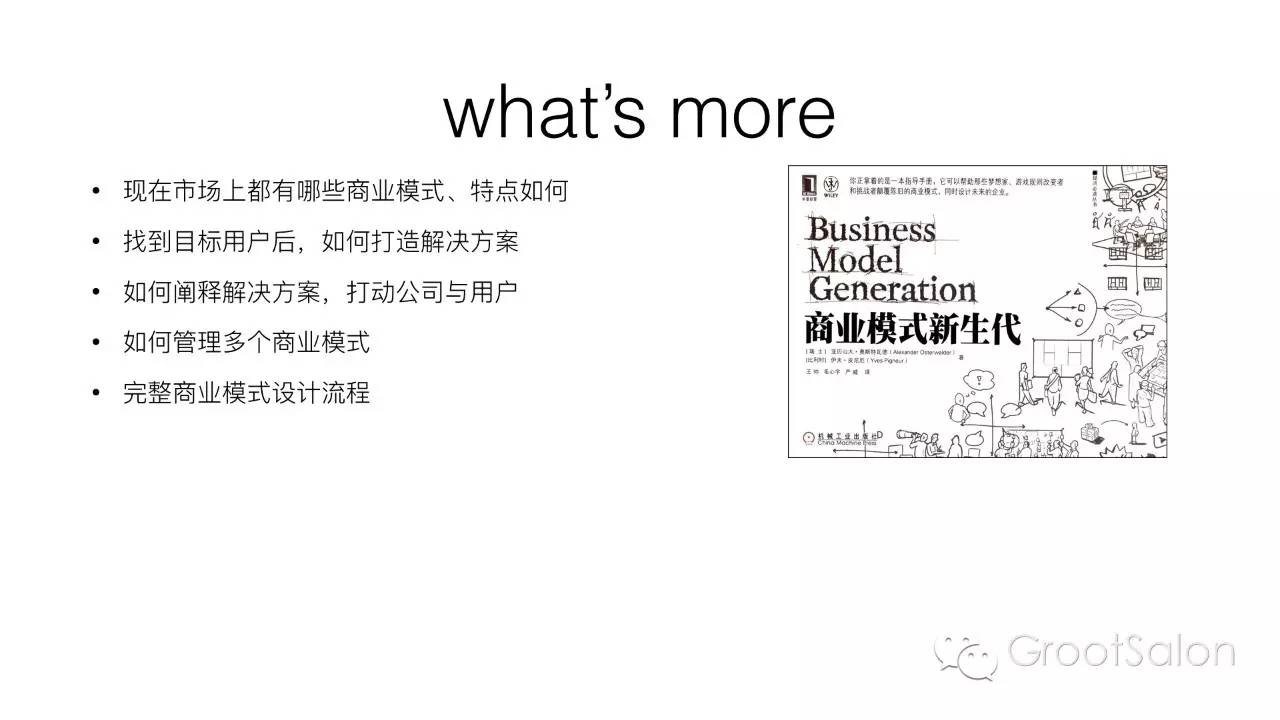 what’s more
• 现在市场上都有哪些商业模式、特点如何
• 找到目标用户后，如何打造解决方案
• 如何阐释解决方案，打动公司与用户
• 如何管理多个商业模式
• 完整商业模式设计流程
WILEY
你正拿着的是一本指导手册，它可以帮助那些梦想家、游戏规则改变者
和挑战者颠覆陈旧的商业模式，同时设计未来的企业。
Business
Model
Generation
商业模式新生代
[瑞 士] 亚历山大·奥斯特瓦德 (Alexander Osterwalder)
[比利时] 伊夫·皮尼厄 (Yves Pigneur) 著
王 帅 毛心宇 严 威 译
机械工业出版社
China Machine Press
GrootSalon